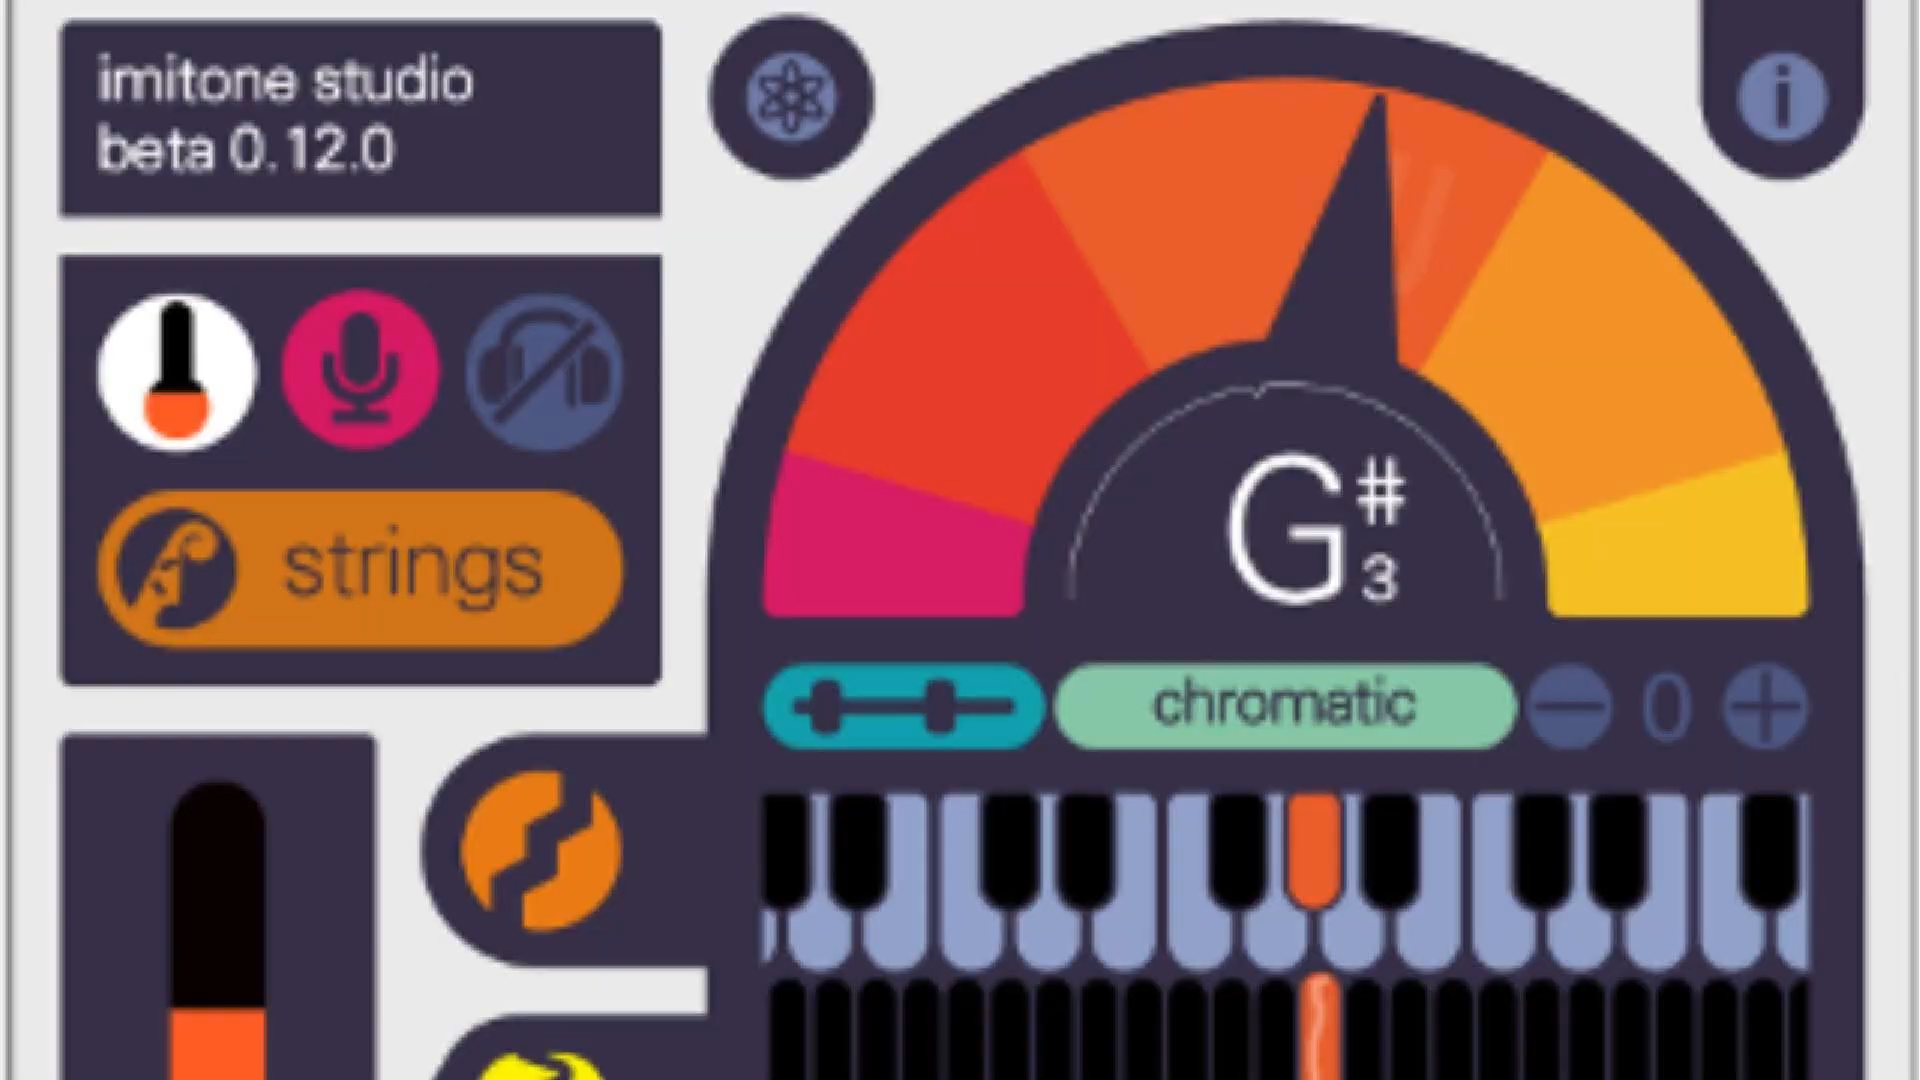 imitone studio
beta 0.12.0
i
strings
G#
3
chromatic
0